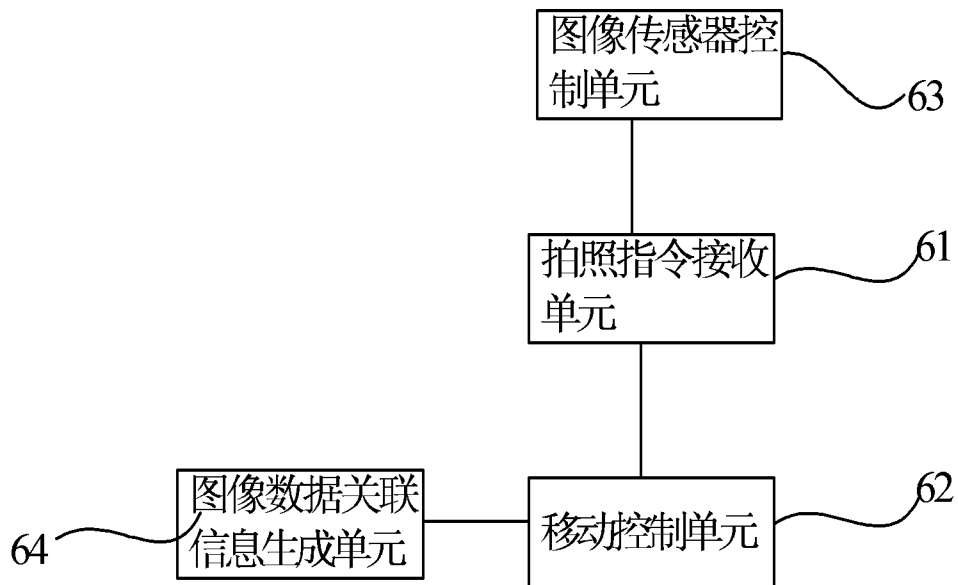 图像传感器控
制单元
63
拍照指令接收
单元
61
图像数据关联
信息生成单元
64
移动控制单元
62